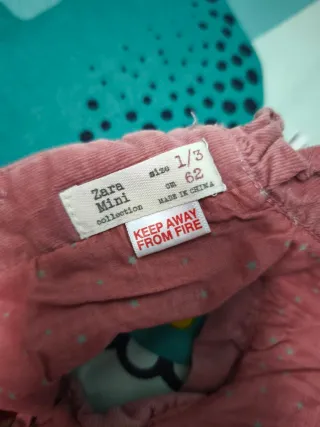 Zara size 1/3
Mini cm 62
collection MADE IN CHINA
KEEP AWAY
FROM FIRE